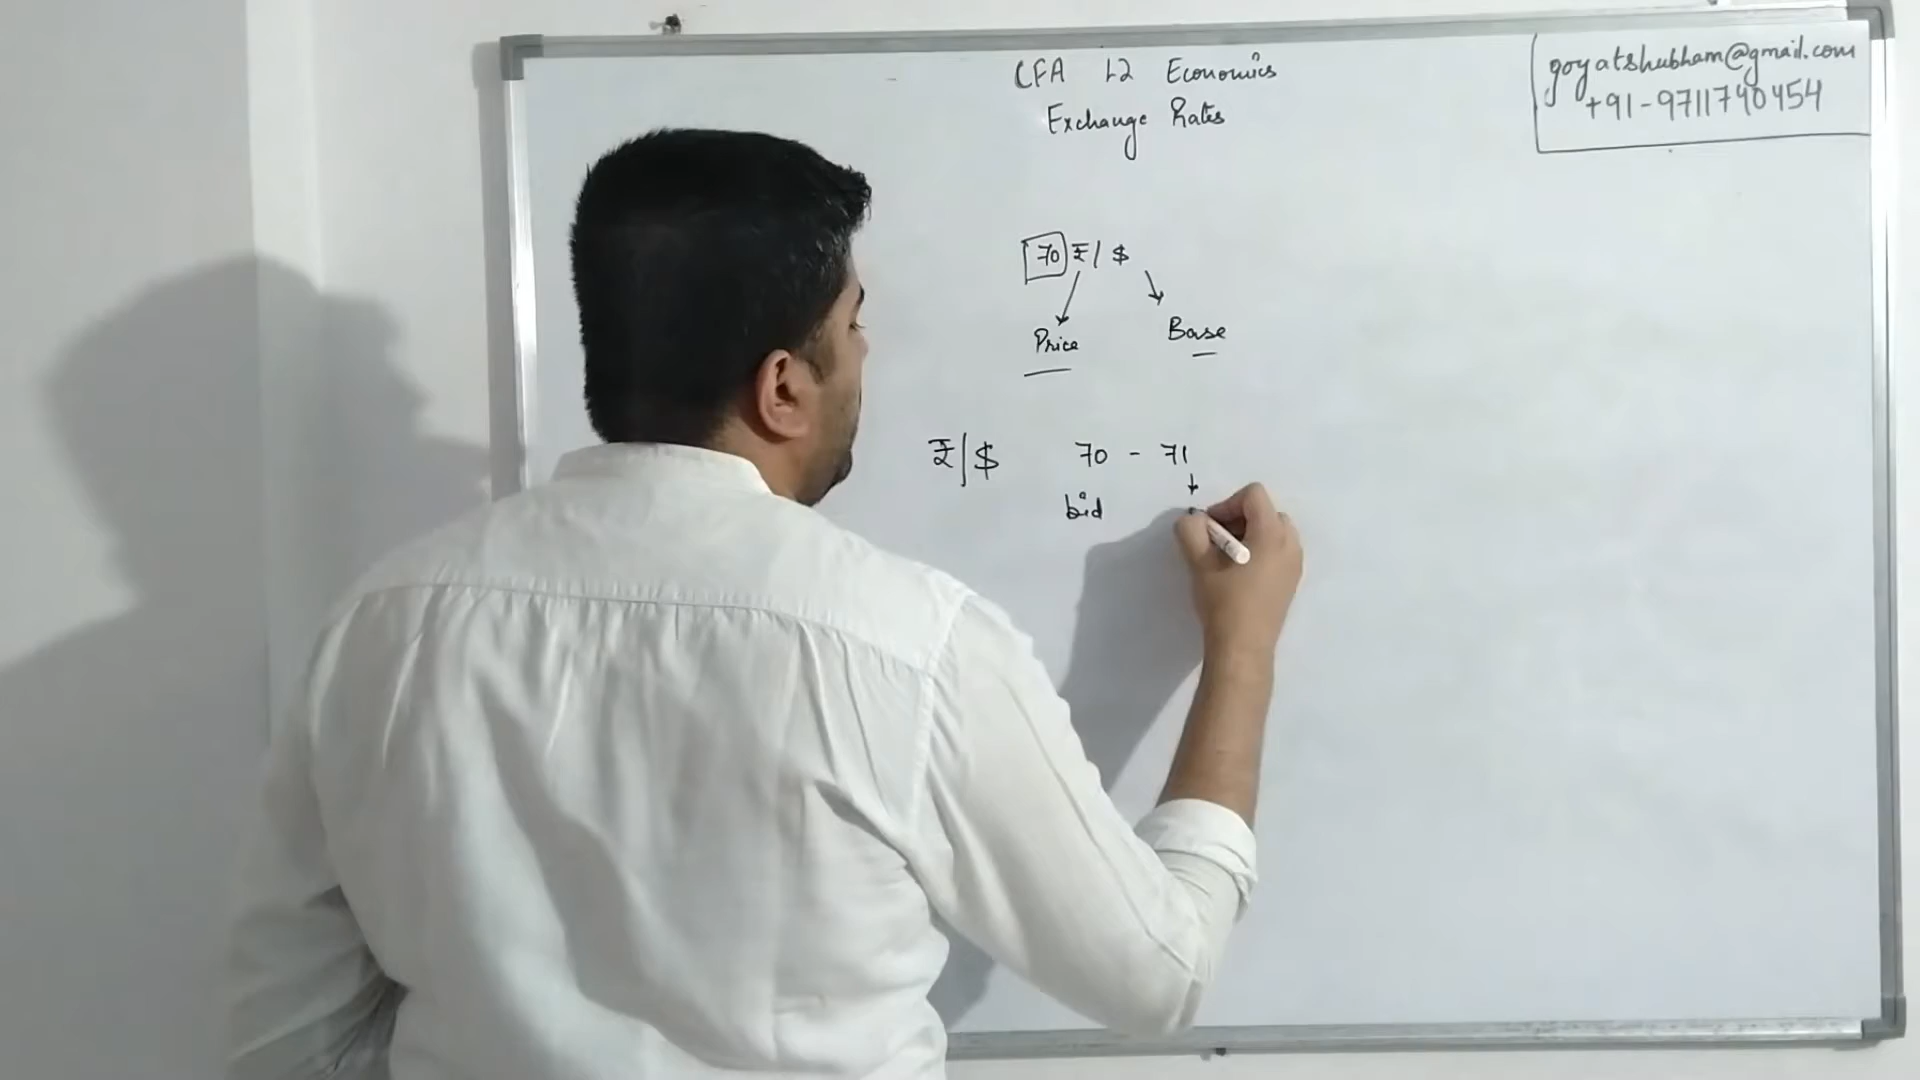 CFA L2 Economics
Exchange Rates
goyatshubham@gmail.com
+91-9711740454
70 ₹/$
Price Base
₹/$ 70 - 71
bid